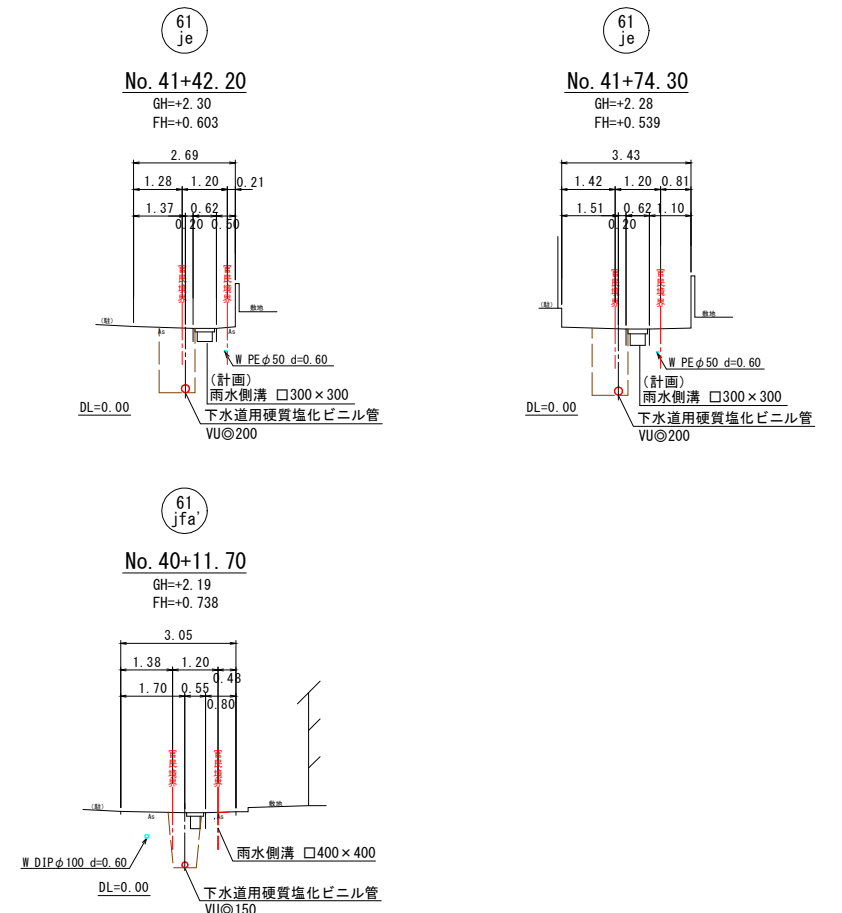 61
je
No. 41+42.20
GH=+2.30
FH=+0.603
2.69
1.28 1.20 0.21
1.37 0.62
0.20 0.50
(駐)
As As
敷地
W PEφ50 d=0.60
(計画)
雨水側溝 □300×300
DL=0.00
下水道用硬質塩化ビニル管
VU◎200
61
je
No. 41+74.30
GH=+2.28
FH=+0.539
3.43
1.42 1.20 0.81
1.51 0.62 1.10
0.20
(駐)
敷地
W PEφ50 d=0.60
(計画)
雨水側溝 □300×300
DL=0.00
下水道用硬質塩化ビニル管
VU◎200
61
jfa'
No. 40+11.70
GH=+2.19
FH=+0.738
3.05
1.38 1.20
0.48
1.70 0.55
0.80
(駐)
As As
敷地
雨水側溝 □400×400
W DIPφ100 d=0.60
DL=0.00
下水道用硬質塩化ビニル管
VU◎150